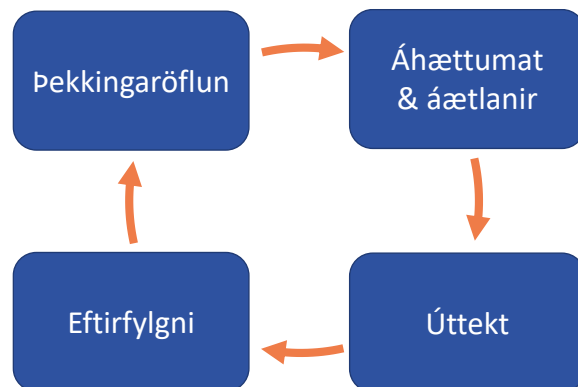 Þekkingaröflun
Áhættumat
& áætlanir
Eftirfylgni
Úttekt